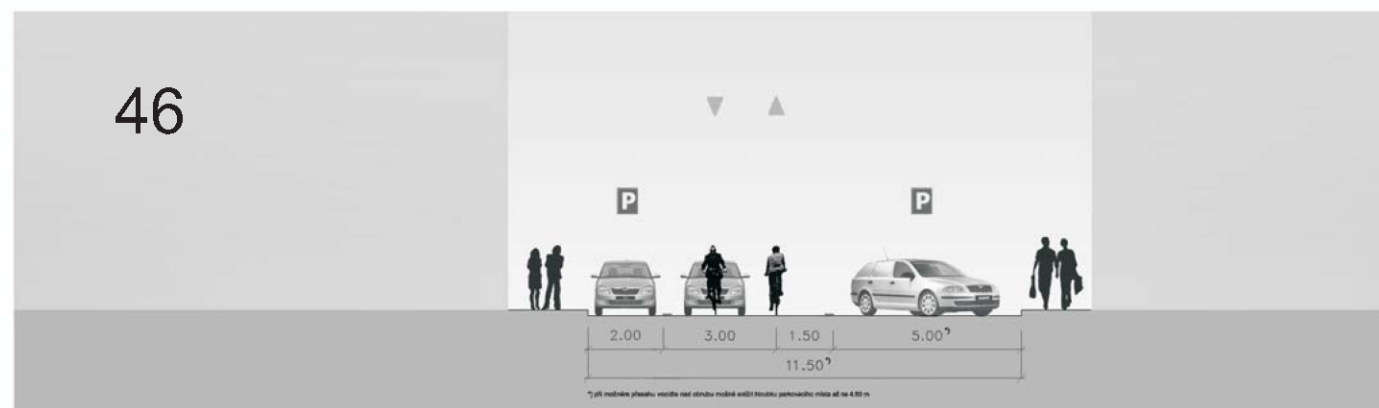 46
P P
2.00 3.00 1.50 5.00*)
11.50*)
*) při možném přesahu vozidla nad obrubu možné snížit hloubku parkovacího místa až na 4.50 m